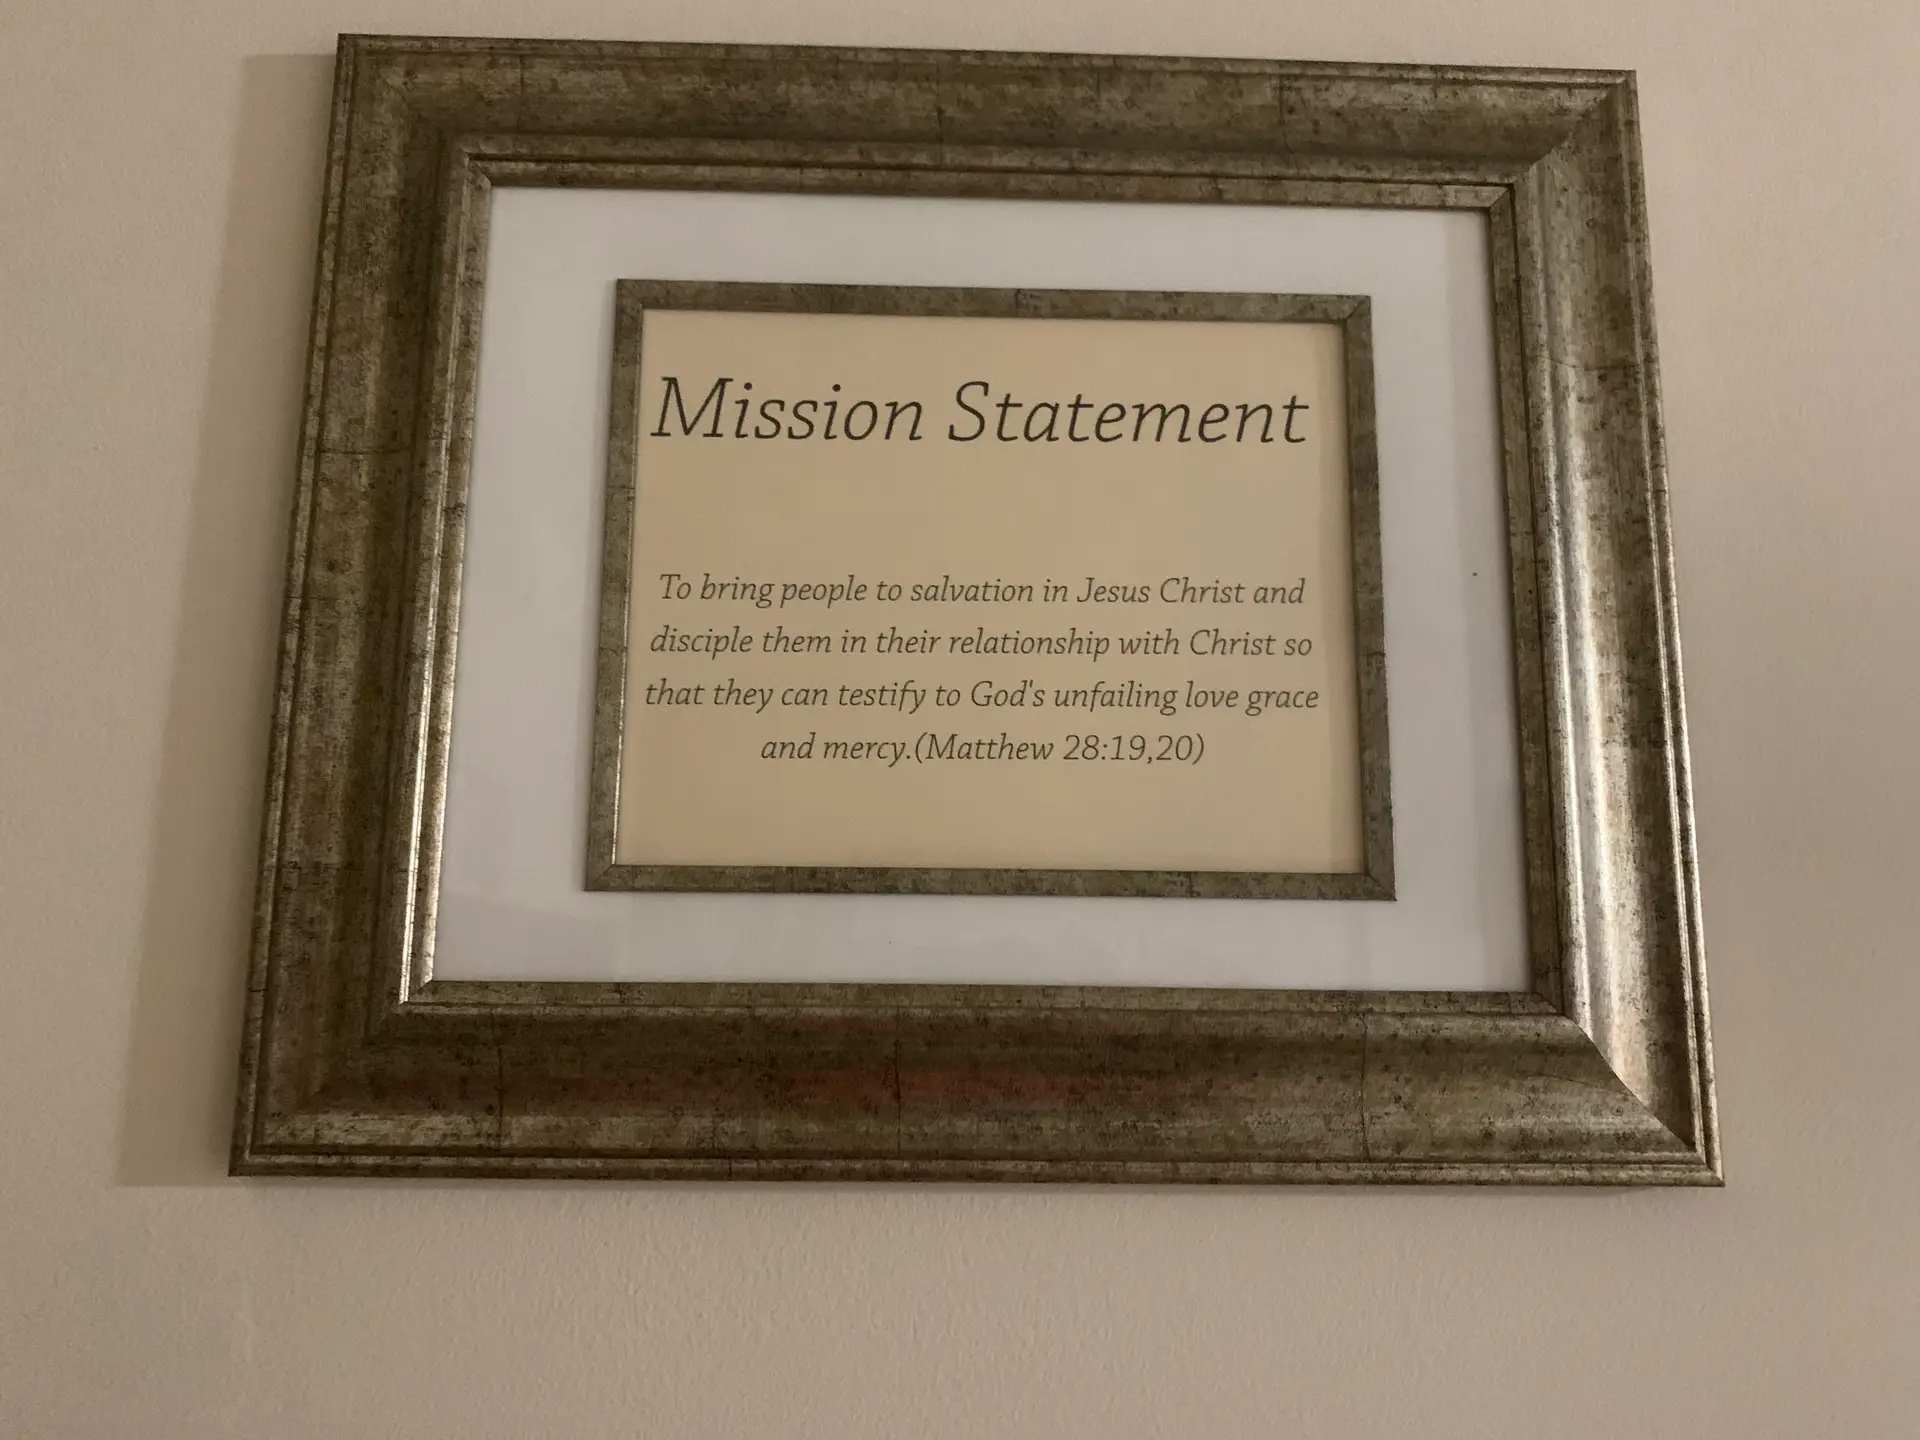 Mission Statement
To bring people to salvation in Jesus Christ and
disciple them in their relationship with Christ so
that they can testify to God's unfailing love grace
and mercy.(Matthew 28:19,20)